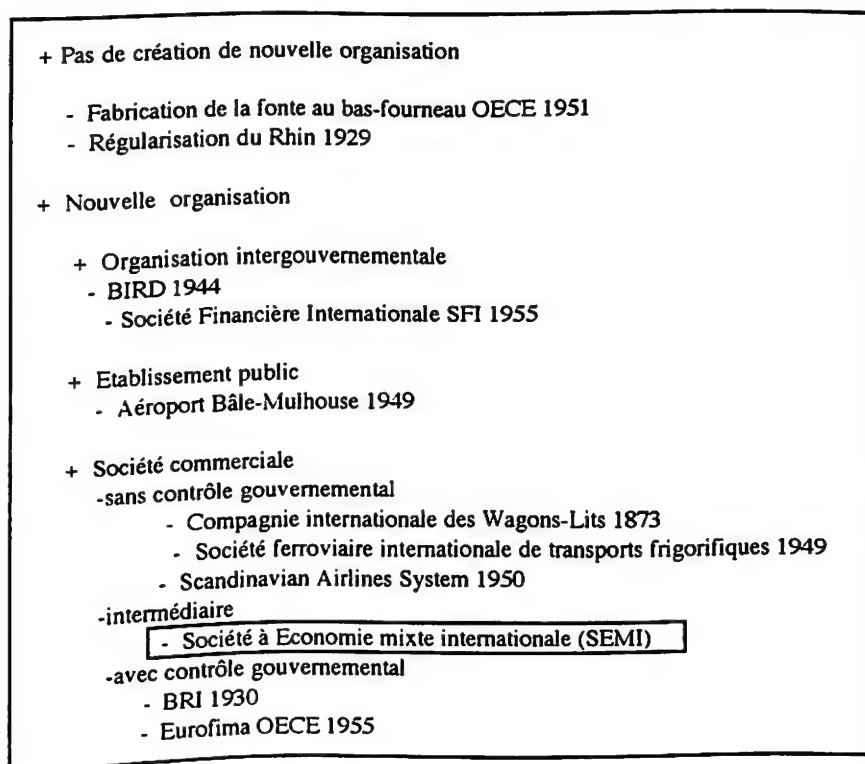 + Pas de création de nouvelle organisation
- Fabrication de la fonte au bas-fourneau OECE 1951
- Régularisation du Rhin 1929
+ Nouvelle organisation
+ Organisation intergouvernementale
- BIRD 1944
- Société Financière Internationale SFI 1955
+ Etablissement public
- Aéroport Bâle-Mulhouse 1949
+ Société commerciale
-sans contrôle gouvernemental
- Compagnie internationale des Wagons-Lits 1873
- Société ferroviaire internationale de transports frigorifiques 1949
- Scandinavian Airlines System 1950
-intermédiaire
- Société à Economie mixte internationale (SEMI)
-avec contrôle gouvernemental
- BRI 1930
- Eurofima OECE 1955